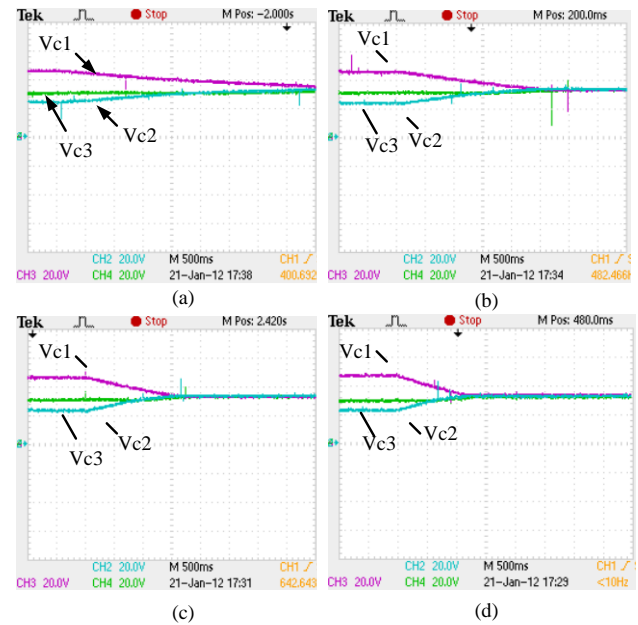 Tek Stop M Pos: -2.000s
Vc1
Vc3
Vc2
CH2 20.0V M 500ms CH1
CH3 20.0V CH4 20.0V 21-Jan-12 17:38 400.692
(a)
Tek Stop M Pos: 200.0ms
Vc1
Vc3
Vc2
CH2 20.0V M 500ms CH1
CH3 20.0V CH4 20.0V 21-Jan-12 17:34 482.466
(b)
Tek Stop M Pos: 2.420s
Vc1
Vc3
Vc2
CH2 20.0V M 500ms CH1
CH3 20.0V CH4 20.0V 21-Jan-12 17:31 642.643
(c)
Tek Stop M Pos: 480.0ms
Vc1
Vc3
Vc2
CH2 20.0V M 500ms CH1
CH3 20.0V CH4 20.0V 21-Jan-12 17:29 <10Hz
(d)